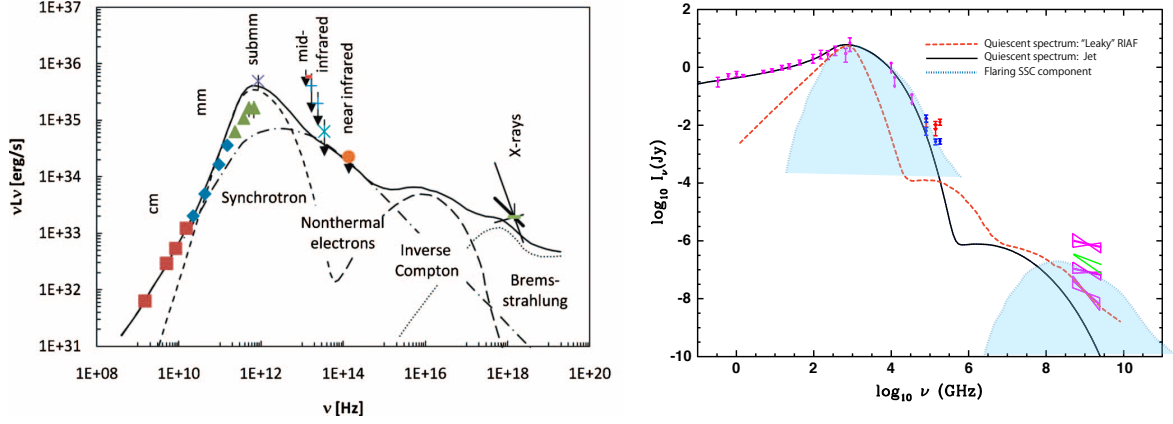 1E+37
1E+36
1E+35
1E+34
1E+33
1E+32
1E+31
νLν [erg/s]
cm
mm
submm
mid-
infrared
near infrared
X-rays
Synchrotron
Nonthermal
electrons
Inverse
Compton
Brems-
strahlung
1E+08 1E+10 1E+12 1E+14 1E+16 1E+18 1E+20
ν [Hz]
2
0
-2
-4
-6
-8
-10
log₁₀ Iν(Jy)
Quiescent spectrum: “Leaky” RIAF
Quiescent spectrum: Jet
Flaring SSC component
0 2 4 6 8 10
log₁₀ ν (GHz)